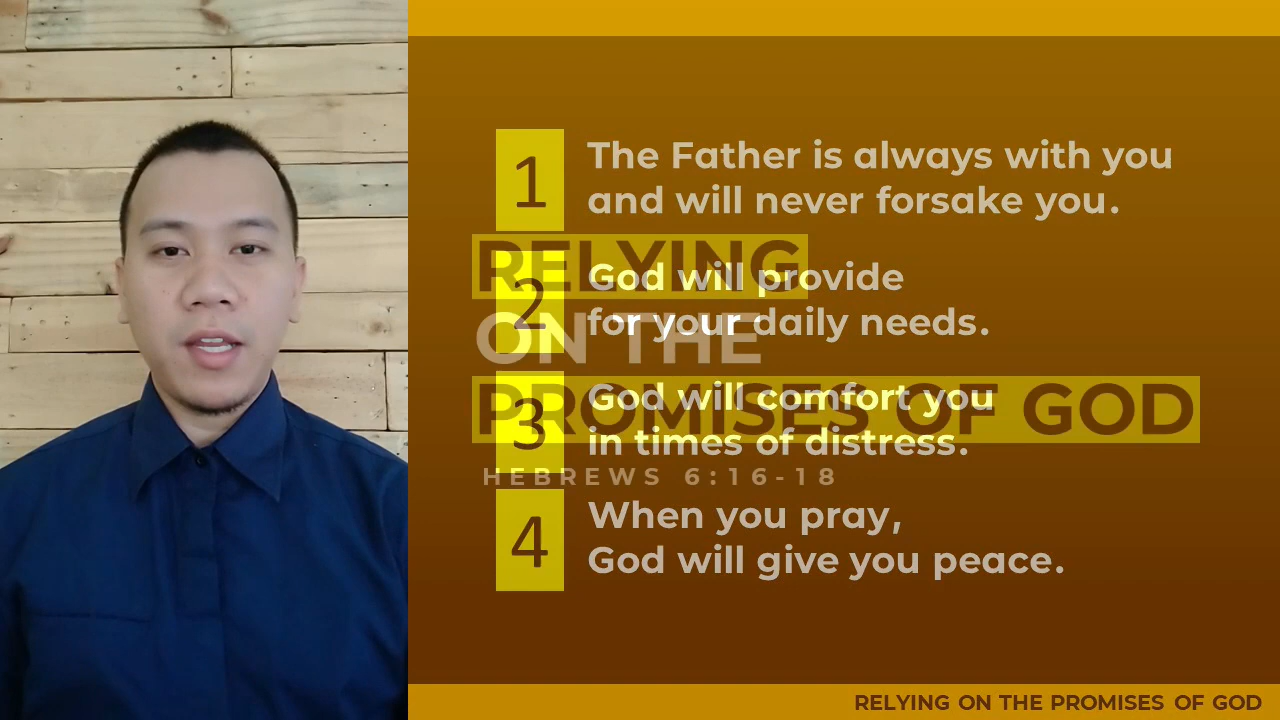 1
The Father is always with you
and will never forsake you.
2
God will provide
for your daily needs.
3
God will comfort you
in times of distress.
4
When you pray,
God will give you peace.
RELYING
ON THE
PROMISES OF GOD
HEBREWS 6:16-18
RELYING ON THE PROMISES OF GOD